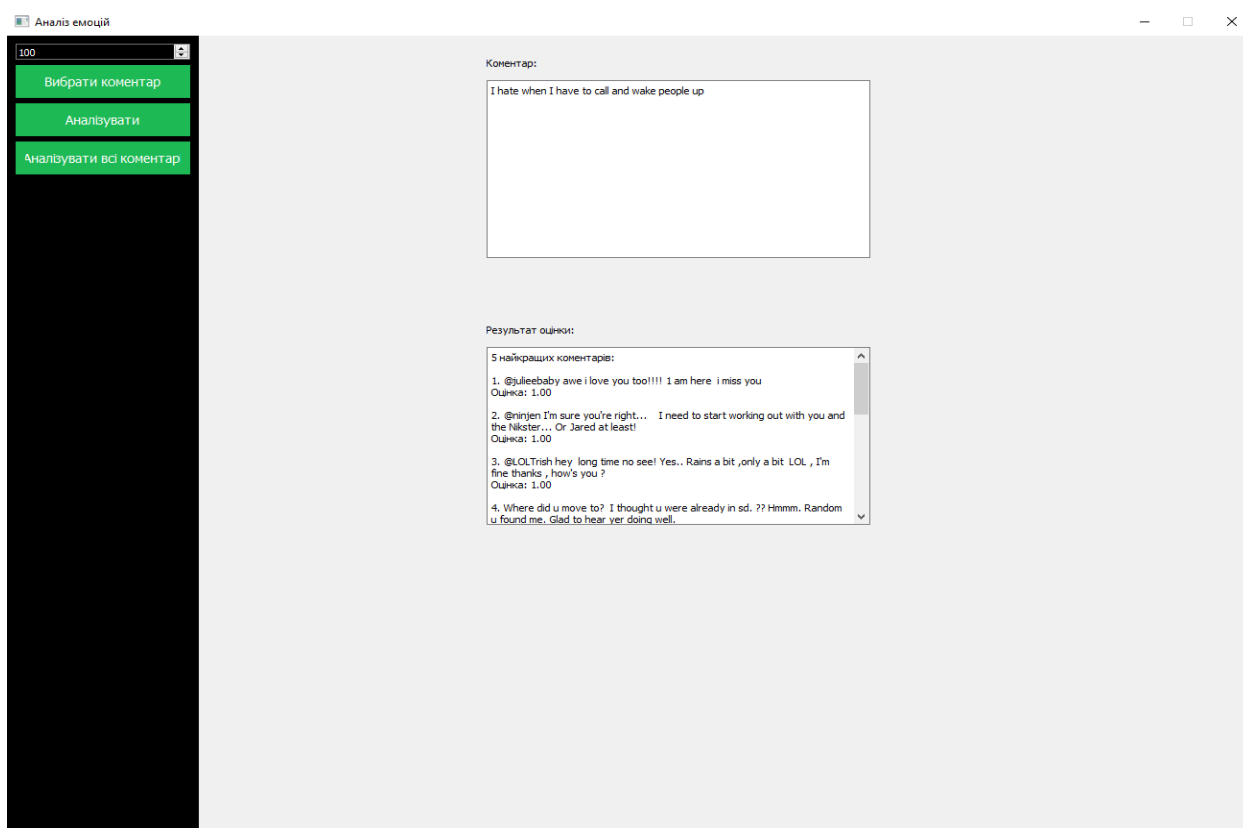 Аналіз емоцій
100
Вибрати коментар
Аналізувати
Аналізувати всі коментар
Коментар:
I hate when I have to call and wake people up
Результат оцінки:
5 найкращих коментарів:
1. @julieebaby awe i love you too!!!! 1 am here  i miss you
Оцінка: 1.00
2. @ninjen I'm sure you're right...   I need to start working out with you and
the Nikster... Or Jared at least!
Оцінка: 1.00
3. @LOLTrish hey  long time no see! Yes.. Rains a bit ,only a bit  LOL , I'm
fine thanks , how's you ?
Оцінка: 1.00
4. Where did u move to?  I thought u were already in sd. ?? Hmmm. Random
u found me. Glad to hear yer doing well.